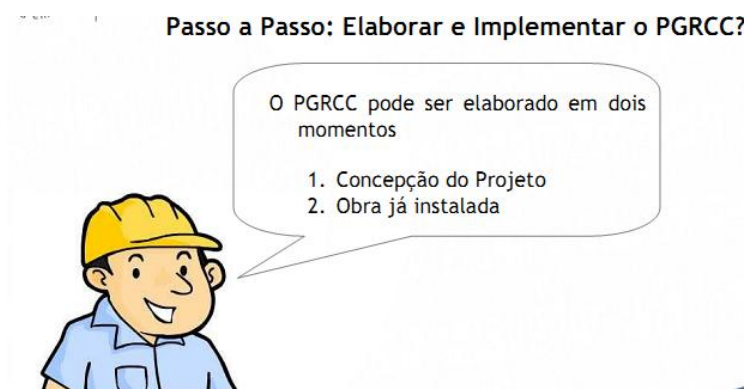 Passo a Passo: Elaborar e Implementar o PGRCC?
O PGRCC pode ser elaborado em dois
momentos
1. Concepção do Projeto
2. Obra já instalada